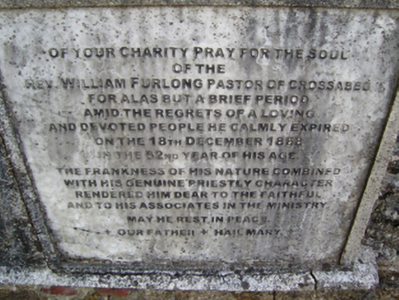 OF YOUR CHARITY PRAY FOR THE SOUL
OF THE
REV. WILLIAM FURLONG PASTOR OF CROSSABEG
FOR ALAS BUT A BRIEF PERIOD
AMID THE REGRETS OF A LOVING
AND DEVOTED PEOPLE HE CALMLY EXPIRED
ON THE 18TH DECEMBER 1888
IN THE 52ND YEAR OF HIS AGE
THE FRANKNESS OF HIS NATURE COMBINED
WITH HIS GENUINE PRIESTLY CHARACTER
RENDERED HIM DEAR TO THE FAITHFUL
AND TO HIS ASSOCIATES IN THE MINISTRY
MAY HE REST IN PEACE.
+ OUR FATHER + HAIL MARY. +